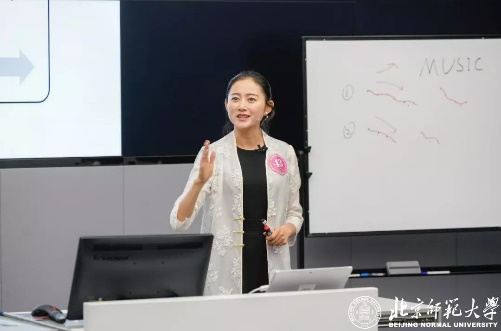 MUSIC
①
②
北京师范大学
BEIJING NORMAL UNIVERSITY